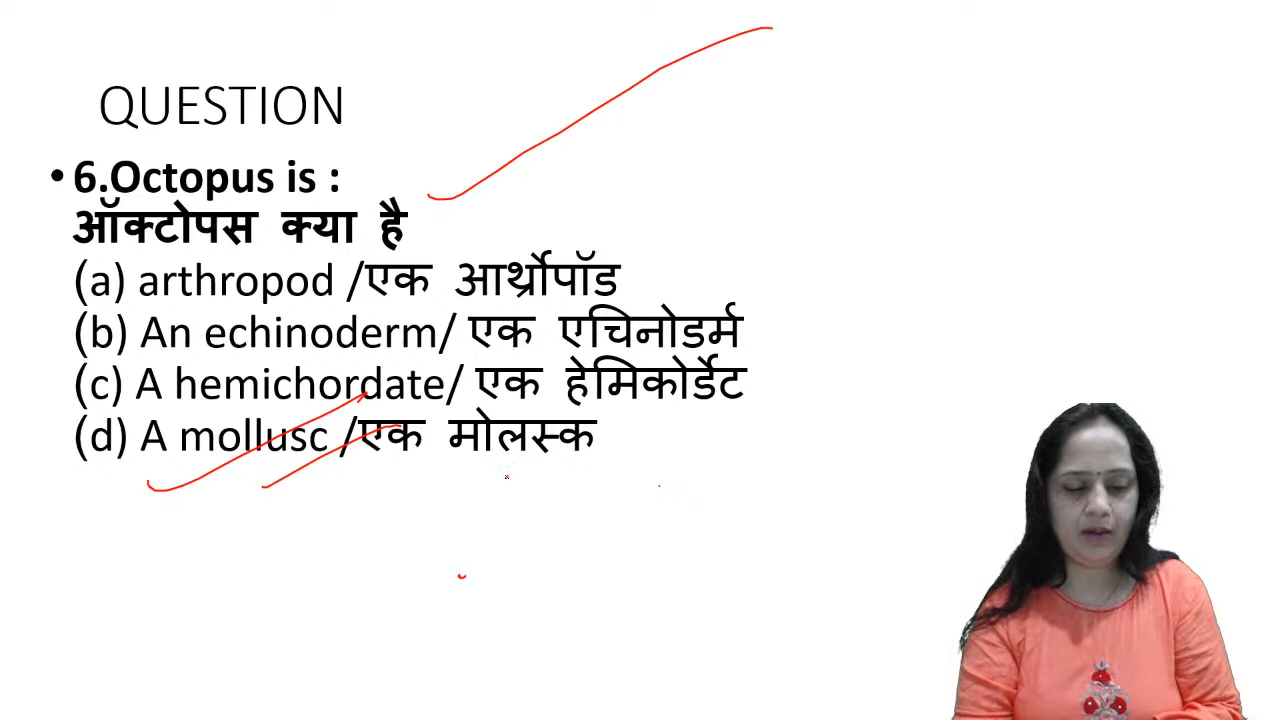 QUESTION
• 6.Octopus is :
ऑक्टोपस क्या है
(a) arthropod /एक आर्थ्रोपॉड
(b) An echinoderm/ एक एचिनोडर्म
(c) A hemichordate/ एक हेमिकोर्डेट
(d) A mollusc /एक मोलस्क